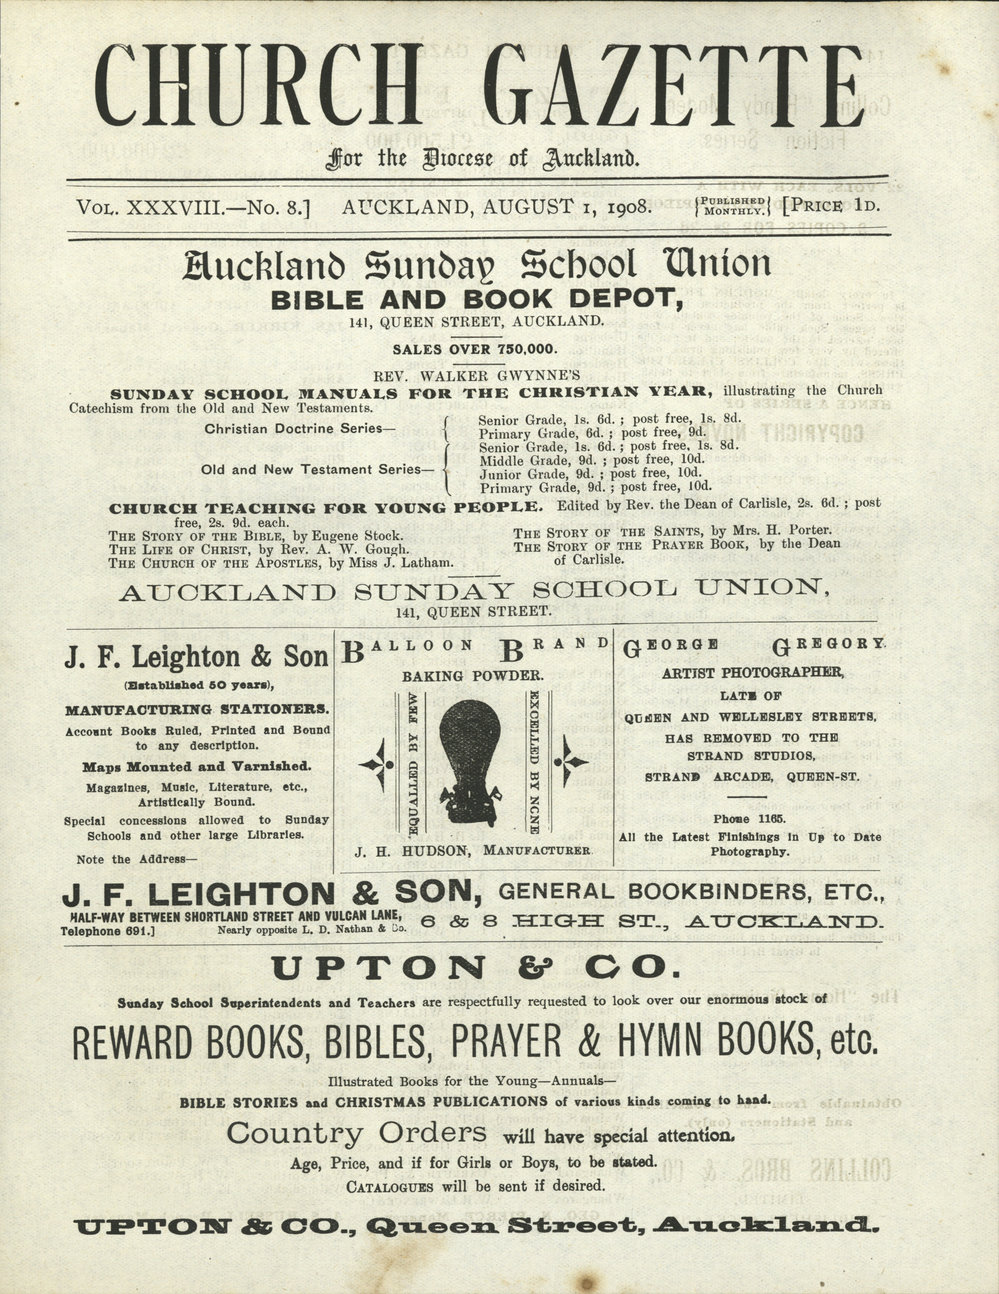 CHURCH GAZETTE
For the Diocese of Auckland.
VOL. XXXVIII.—No. 8.] AUCKLAND, AUGUST 1, 1908. {PUBLISHED MONTHLY.} [PRICE 1D.
Auckland Sunday School Union
BIBLE AND BOOK DEPOT,
141, QUEEN STREET, AUCKLAND.
SALES OVER 750,000.
REV. WALKER GWYNNE'S
SUNDAY SCHOOL MANUALS FOR THE CHRISTIAN YEAR, illustrating the Church
Catechism from the Old and New Testaments.
Christian Doctrine Series—
Senior Grade, 1s. 6d. ; post free, 1s. 8d.
Primary Grade, 6d. ; post free, 9d.
Old and New Testament Series—
Senior Grade, 1s. 6d. ; post free, 1s. 8d.
Middle Grade, 9d. ; post free, 10d.
Junior Grade, 9d. ; post free, 10d.
Primary Grade, 9d. ; post free, 10d.
CHURCH TEACHING FOR YOUNG PEOPLE. Edited by Rev. the Dean of Carlisle, 2s. 6d. ; post
free, 2s. 9d. each.
THE STORY OF THE BIBLE, by Eugene Stock.
THE LIFE OF CHRIST, by Rev. A. W. Gough.
THE CHURCH OF THE APOSTLES, by Miss J. Latham.
THE STORY OF THE SAINTS, by Mrs. H. Porter.
THE STORY OF THE PRAYER BOOK, by the Dean
of Carlisle.
AUCKLAND SUNDAY SCHOOL UNION,
141, QUEEN STREET.
J. F. Leighton & Son
(Established 50 years),
MANUFACTURING STATIONERS.
Account Books Ruled, Printed and Bound
to any description.
Maps Mounted and Varnished.
Magazines, Music, Literature, etc.,
Artistically Bound.
Special concessions allowed to Sunday
Schools and other large Libraries.
Note the Address—
BALLOON BRAND
BAKING POWDER.
EQUALLED BY FEW
EXCELLED BY NONE
J. H. HUDSON, MANUFACTURER
GEORGE GREGORY.
ARTIST PHOTOGRAPHER,
LATE OF
QUEEN AND WELLESLEY STREETS,
HAS REMOVED TO THE
STRAND STUDIOS,
STRAND ARCADE, QUEEN-ST.
Phone 1165.
All the Latest Finishings in Up to Date
Photography.
J. F. LEIGHTON & SON, GENERAL BOOKBINDERS, ETC.,
HALF-WAY BETWEEN SHORTLAND STREET AND VULCAN LANE,
Telephone 691.] Nearly opposite L. D. Nathan & Co.
6 & 8 HIGH ST., AUCKLAND.
UPTON & CO.
Sunday School Superintendents and Teachers are respectfully requested to look over our enormous stock of
REWARD BOOKS, BIBLES, PRAYER & HYMN BOOKS, etc.
Illustrated Books for the Young—Annuals—
BIBLE STORIES and CHRISTMAS PUBLICATIONS of various kinds coming to hand.
Country Orders will have special attention.
Age, Price, and if for Girls or Boys, to be stated.
CATALOGUES will be sent if desired.
UPTON & CO., Queen Street, Auckland.